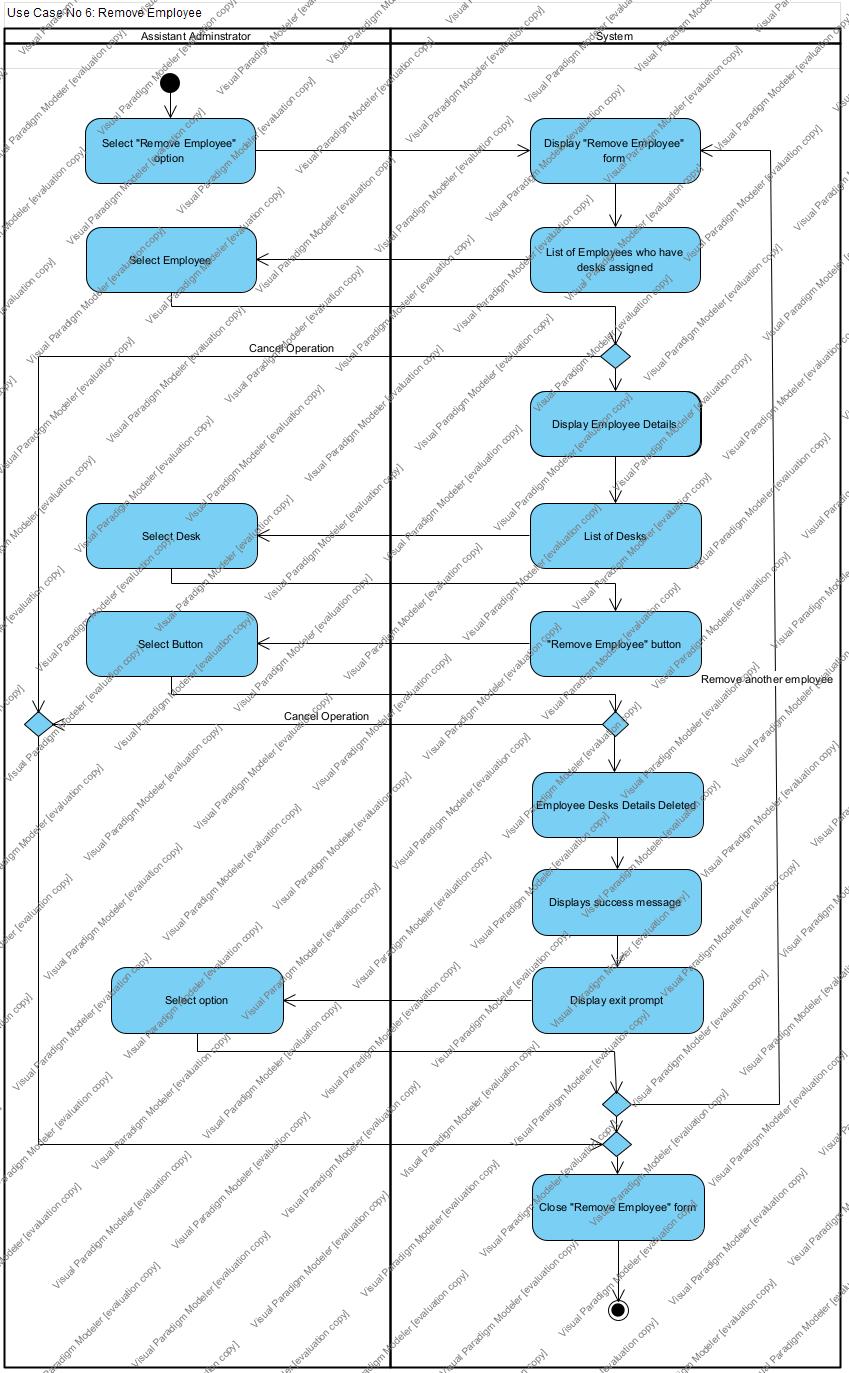 Use Case No 6: Remove Employee
Assistant Adminstrator
System
Select "Remove Employee"
option
Display "Remove Employee"
form
Select Employee
List of Employees who have
desks assigned
Cancel Operation
Display Employee Details
Select Desk
List of Desks
Select Button
"Remove Employee" button
Remove another employee
Cancel Operation
Employee Desks Details Deleted
Displays success message
Select option
Display exit prompt
Close "Remove Employee" form
Visual Paradigm Modeler [evaluation copy]